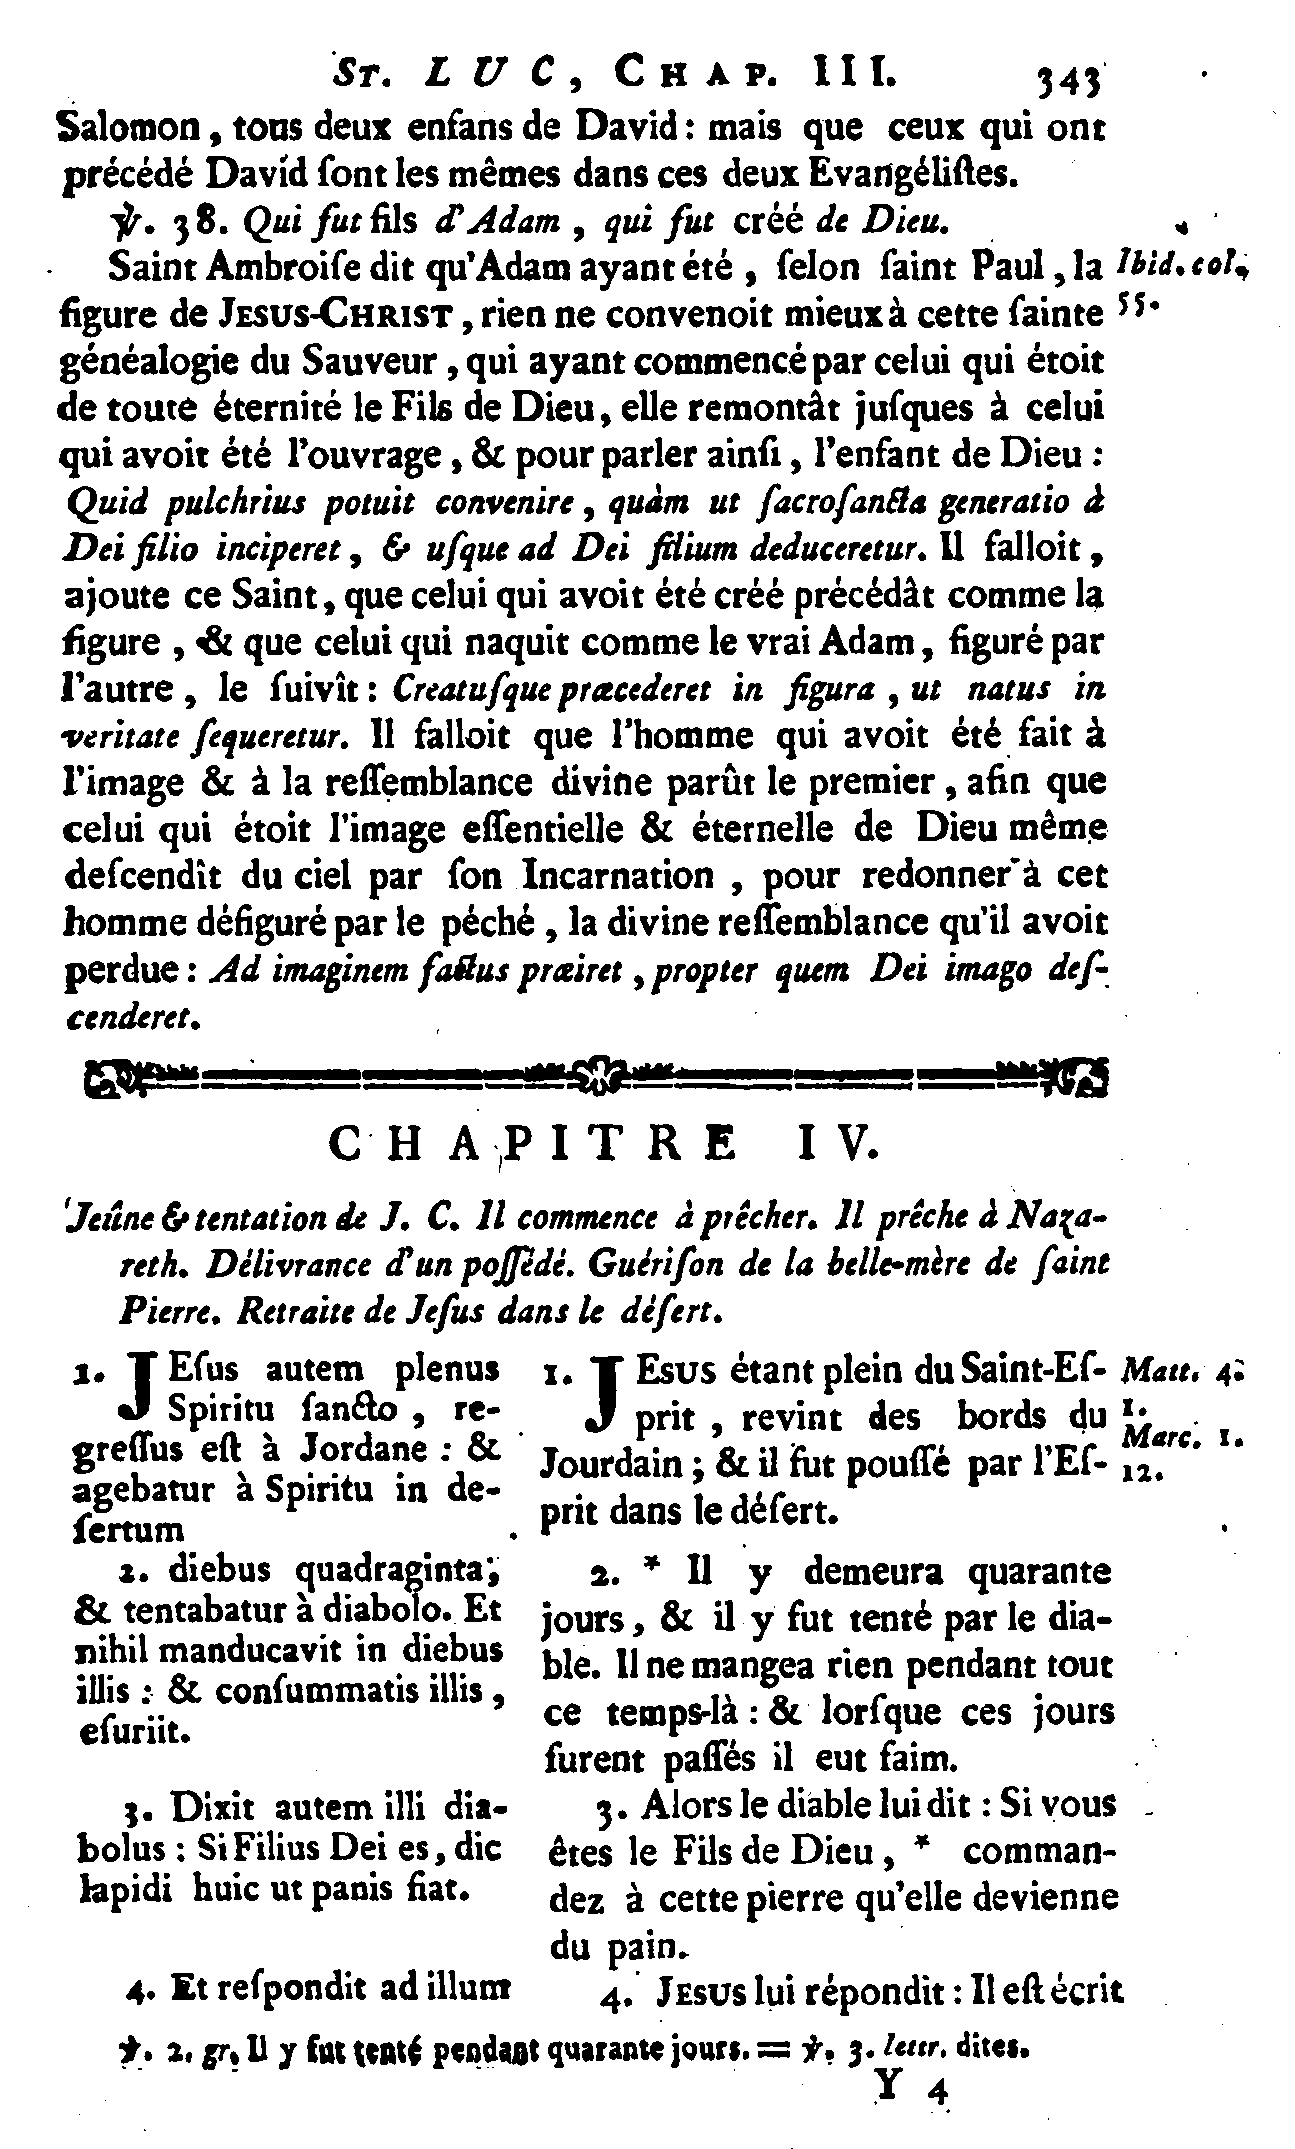 St. LUC, CHAP. III. 343
Salomon, tous deux enfans de David : mais que ceux qui ont
précédé David ſont les mêmes dans ces deux Evangéliſtes.
℣. 38. Qui fut fils d'Adam, qui fut créé de Dieu.
Saint Ambroiſe dit qu'Adam ayant été, ſelon ſaint Paul, la
Ibid. col.
figure de JESUS-CHRIST, rien ne convenoit mieux à cette ſainte
55.
généalogie du Sauveur, qui ayant commencé par celui qui étoit
de toute éternité le Fils de Dieu, elle remontât juſques à celui
qui avoit été l'ouvrage, & pour parler ainſi, l'enfant de Dieu :
Quid pulchrius potuit convenire, quàm ut ſacroſancta generatio à
Dei filio inciperet, & uſque ad Dei filium deduceretur. Il falloit,
ajoute ce Saint, que celui qui avoit été créé précédât comme la
figure, & que celui qui naquit comme le vrai Adam, figuré par
l'autre, le ſuivît : Creatuſque præcederet in figura, ut natus in
veritate ſequeretur. Il falloit que l'homme qui avoit été fait à
l'image & à la reſſemblance divine parût le premier, afin que
celui qui étoit l'image eſſentielle & éternelle de Dieu même
deſcendît du ciel par ſon Incarnation, pour redonner à cet
homme défiguré par le péché, la divine reſſemblance qu'il avoit
perdue : Ad imaginem factus præiret, propter quem Dei imago deſ-
cenderet.
CHAPITRE IV.
Jeûne & tentation de J. C. Il commence à prêcher. Il prêche à Naza-
reth. Délivrance d'un poſſédé. Guériſon de la belle-mère de ſaint
Pierre. Retraite de Jeſus dans le déſert.
1. JEſus autem plenus
Spiritu ſancto, re-
greſſus eſt à Jordane : &
agebatur à Spiritu in de-
ſertum
2. diebus quadraginta;
& tentabatur à diabolo. Et
nihil manducavit in diebus
illis : & conſummatis illis,
eſuriit.
3. Dixit autem illi dia-
bolus : Si Filius Dei es, dic
lapidi huic ut panis fiat.
4. Et reſpondit ad illum
1. JESUS étant plein du Saint-Eſ-
prit, revint des bords du
Jourdain; & il fut pouſſé par l'Eſ-
prit dans le déſert.
2. * Il y demeura quarante
jours, & il y fut tenté par le dia-
ble. Il ne mangea rien pendant tout
ce temps-là : & lorſque ces jours
furent paſſés il eut faim.
3. Alors le diable lui dit : Si vous
êtes le Fils de Dieu, * comman-
dez à cette pierre qu'elle devienne
du pain.
4. JESUS lui répondit : Il eſt écrit
Matt. 4.
1.
Marc. 1.
12.
℣. 2. gr. Il y fut tenté pendant quarante jours. = ℣. 3. lettr. dites.
Y 4